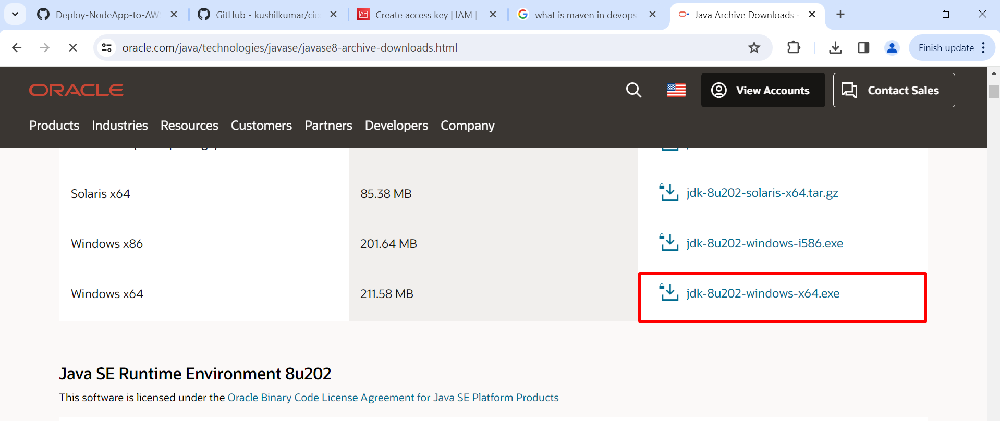 Deploy-NodeApp-to-AWS
GitHub - kushilkumar/cic
Create access key | IAM |
what is maven in devops
Java Archive Downloads -
oracle.com/java/technologies/javase/javase8-archive-downloads.html
Finish update
ORACLE
View Accounts
Contact Sales
Products Industries Resources Customers Partners Developers Company
Solaris x64 85.38 MB jdk-8u202-solaris-x64.tar.gz
Windows x86 201.64 MB jdk-8u202-windows-i586.exe
Windows x64 211.58 MB jdk-8u202-windows-x64.exe
Java SE Runtime Environment 8u202
This software is licensed under the Oracle Binary Code License Agreement for Java SE Platform Products